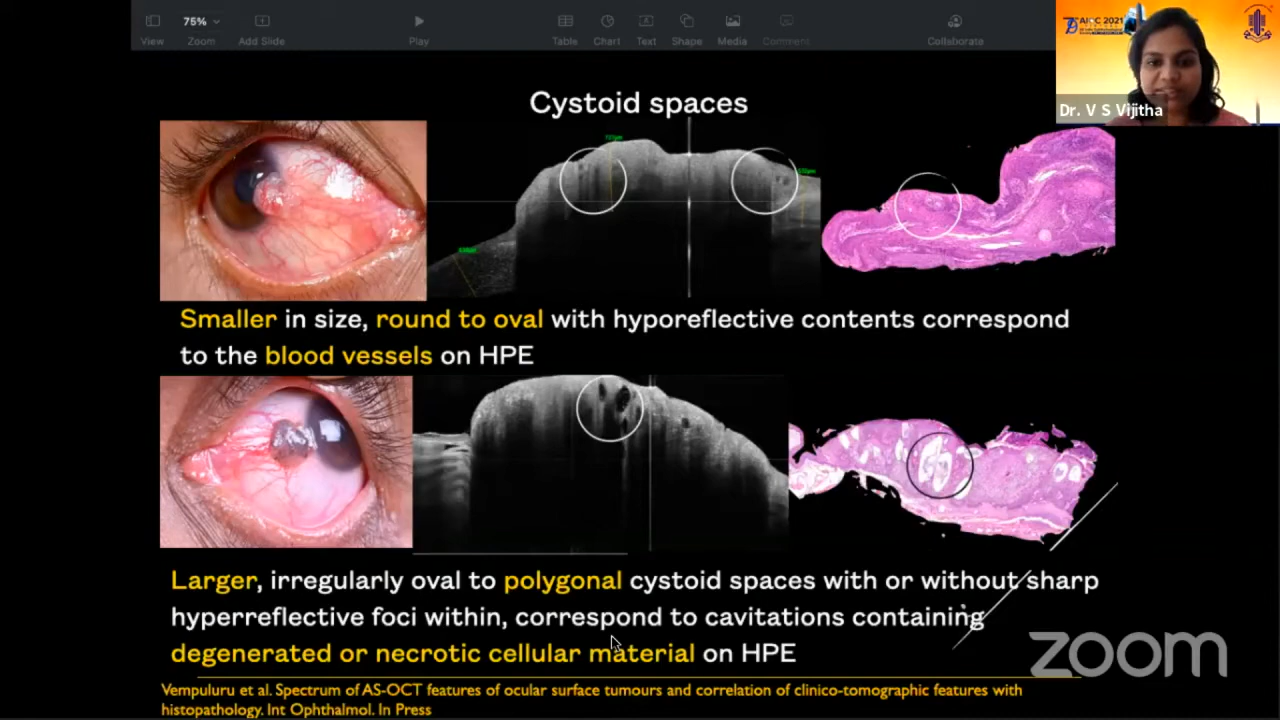 75%
View
Zoom
Add Slide
Play
Table
Chart
Text
Shape
Media
Comment
Collaborate
AIOC 2021
Dr. V S Vijitha
Cystoid spaces
Smaller in size, round to oval with hyporeflective contents correspond
to the blood vessels on HPE
Larger, irregularly oval to polygonal cystoid spaces with or without sharp
hyperreflective foci within, correspond to cavitations containing
degenerated or necrotic cellular material on HPE
zoom
Vempuluru et al. Spectrum of AS-OCT features of ocular surface tumours and correlation of clinico-tomographic features with
histopathology. Int Ophthalmol. In Press